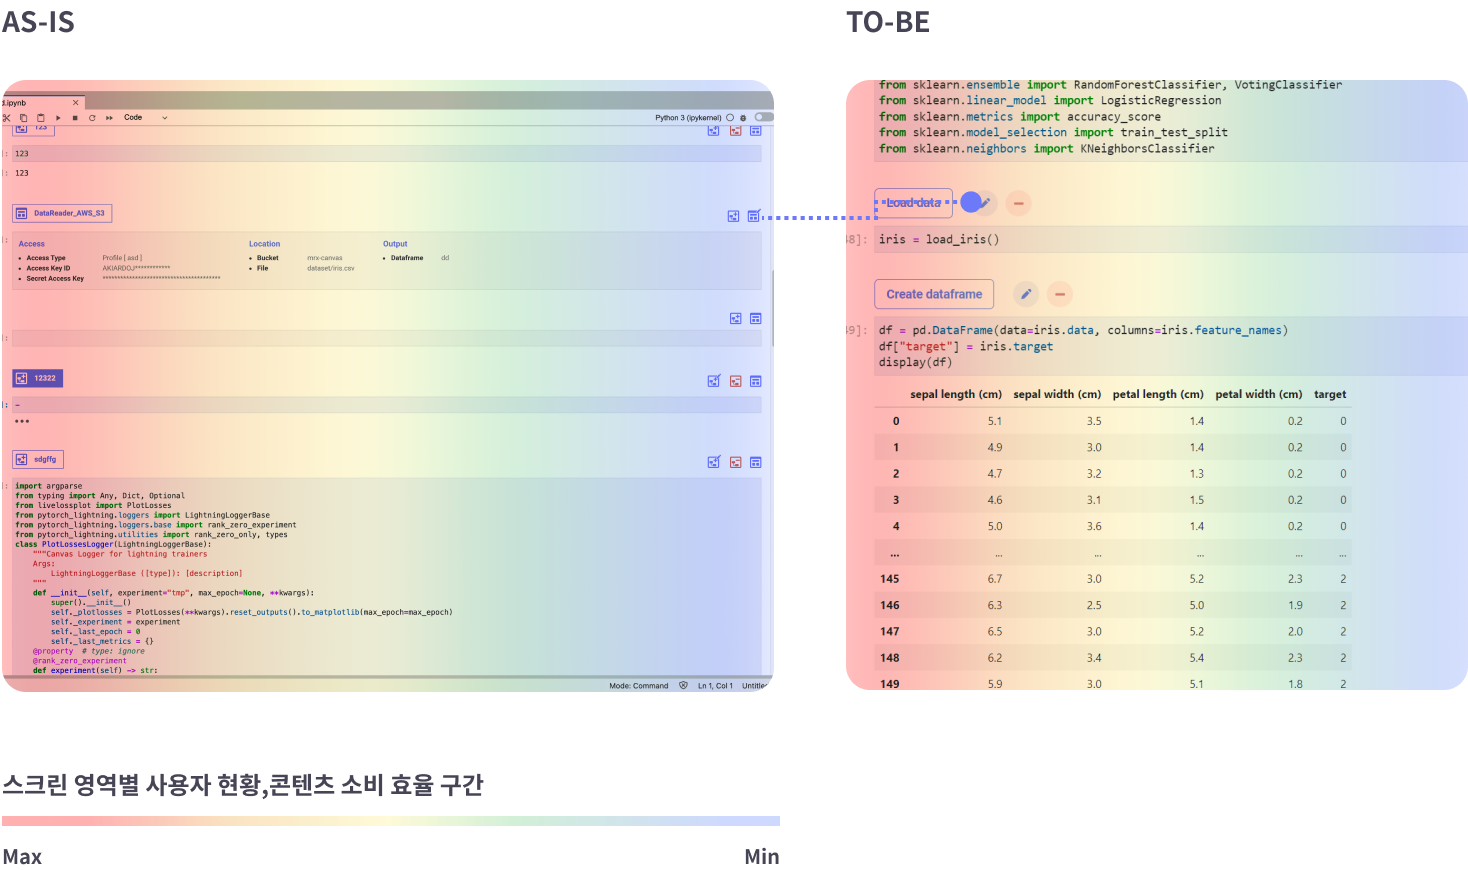 AS-IS
TO-BE
d.ipynb
Code
Python 3 (ipykernel)
123
123
123
DataReader_AWS_S3
Access
Location
Output
Access Type Profile [ asd ]
Bucket mrx-canvas
Dataframe dd
Access Key ID AKIARDOJ************
File dataset/iris.csv
Secret Access Key ****************************************
12322
–
•••
sdgffg
import argparse
from typing import Any, Dict, Optional
from livelossplot import PlotLosses
from pytorch_lightning.loggers import LightningLoggerBase
from pytorch_lightning.loggers.base import rank_zero_experiment
from pytorch_lightning.utilities import rank_zero_only, types
class PlotLossesLogger(LightningLoggerBase):
"""Canvas Logger for lightning trainers
Args:
LightningLoggerBase ([type]): [description]
"""
def __init__(self, experiment="tmp", max_epoch=None, **kwargs):
super().__init__()
self._plotlosses = PlotLosses(**kwargs).reset_outputs().to_matplotlib(max_epoch=max_epoch)
self._experiment = experiment
self._last_epoch = 0
self._last_metrics = {}
@property # type: ignore
@rank_zero_experiment
def experiment(self) -> str:
Mode: Command
Ln 1, Col 1
Untitle
from sklearn.ensemble import RandomForestClassifier, VotingClassifier
from sklearn.linear_model import LogisticRegression
from sklearn.metrics import accuracy_score
from sklearn.model_selection import train_test_split
from sklearn.neighbors import KNeighborsClassifier
Load data
48]: iris = load_iris()
Create dataframe
49]: df = pd.DataFrame(data=iris.data, columns=iris.feature_names)
df["target"] = iris.target
display(df)
sepal length (cm) sepal width (cm) petal length (cm) petal width (cm) target
0 5.1 3.5 1.4 0.2 0
1 4.9 3.0 1.4 0.2 0
2 4.7 3.2 1.3 0.2 0
3 4.6 3.1 1.5 0.2 0
4 5.0 3.6 1.4 0.2 0
... ... ... ... ... ...
145 6.7 3.0 5.2 2.3 2
146 6.3 2.5 5.0 1.9 2
147 6.5 3.0 5.2 2.0 2
148 6.2 3.4 5.4 2.3 2
149 5.9 3.0 5.1 1.8 2
스크린 영역별 사용자 현황,콘텐츠 소비 효율 구간
Max
Min